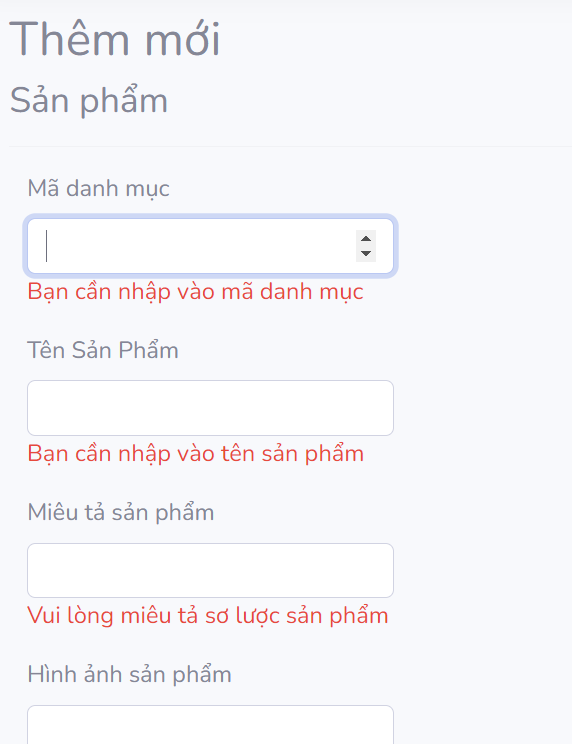 Thêm mới
Sản phẩm
Mã danh mục
Bạn cần nhập vào mã danh mục
Tên Sản Phẩm
Bạn cần nhập vào tên sản phẩm
Miêu tả sản phẩm
Vui lòng miêu tả sơ lược sản phẩm
Hình ảnh sản phẩm